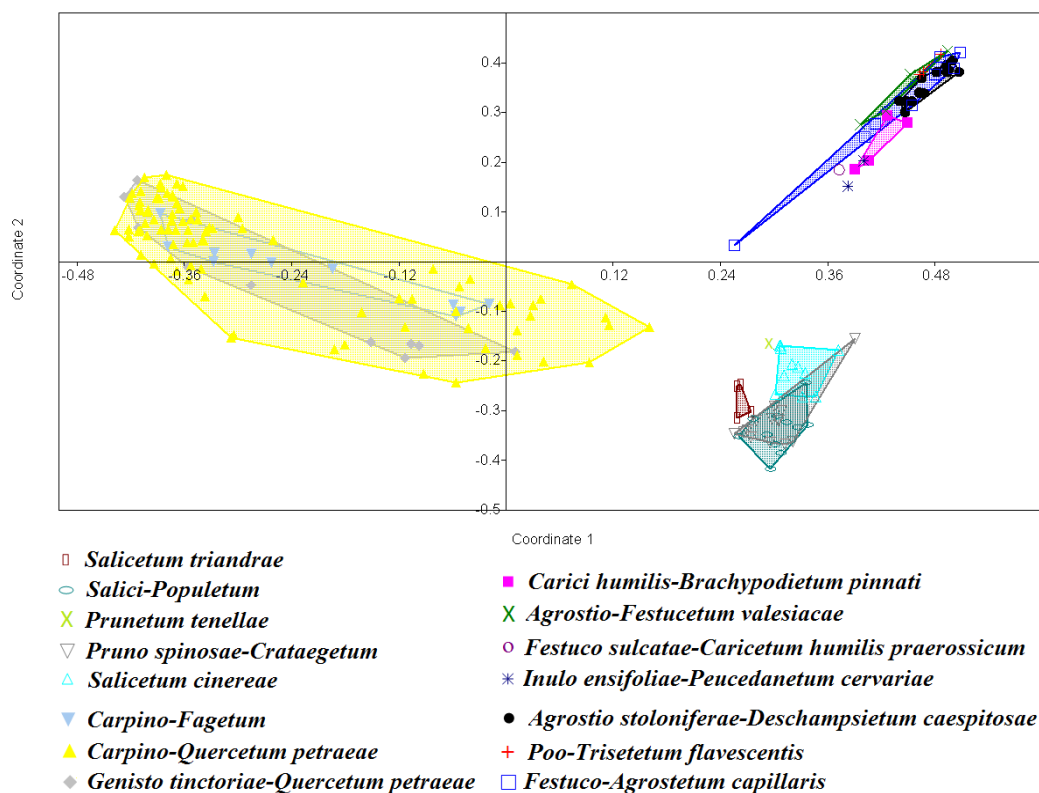 0.4
0.3
0.2
0.1
-0.48
-0.36
-0.24
-0.12
0.12
0.24
0.36
0.48
-0.1
-0.2
-0.3
-0.4
-0.5
Coordinate 2
Coordinate 1
Salicetum triandrae
Salici-Populetum
Prunetum tenellae
Pruno spinosae-Crataegetum
Salicetum cinereae
Carpino-Fagetum
Carpino-Quercetum petraeae
Genisto tinctoriae-Quercetum petraeae
Carici humilis-Brachypodietum pinnati
Agrostio-Festucetum valesiacae
Festuco sulcatae-Caricetum humilis praerossicum
Inulo ensifoliae-Peucedanetum cervariae
Agrostio stoloniferae-Deschampsietum caespitosae
Poo-Trisetetum flavescentis
Festuco-Agrostetum capillaris